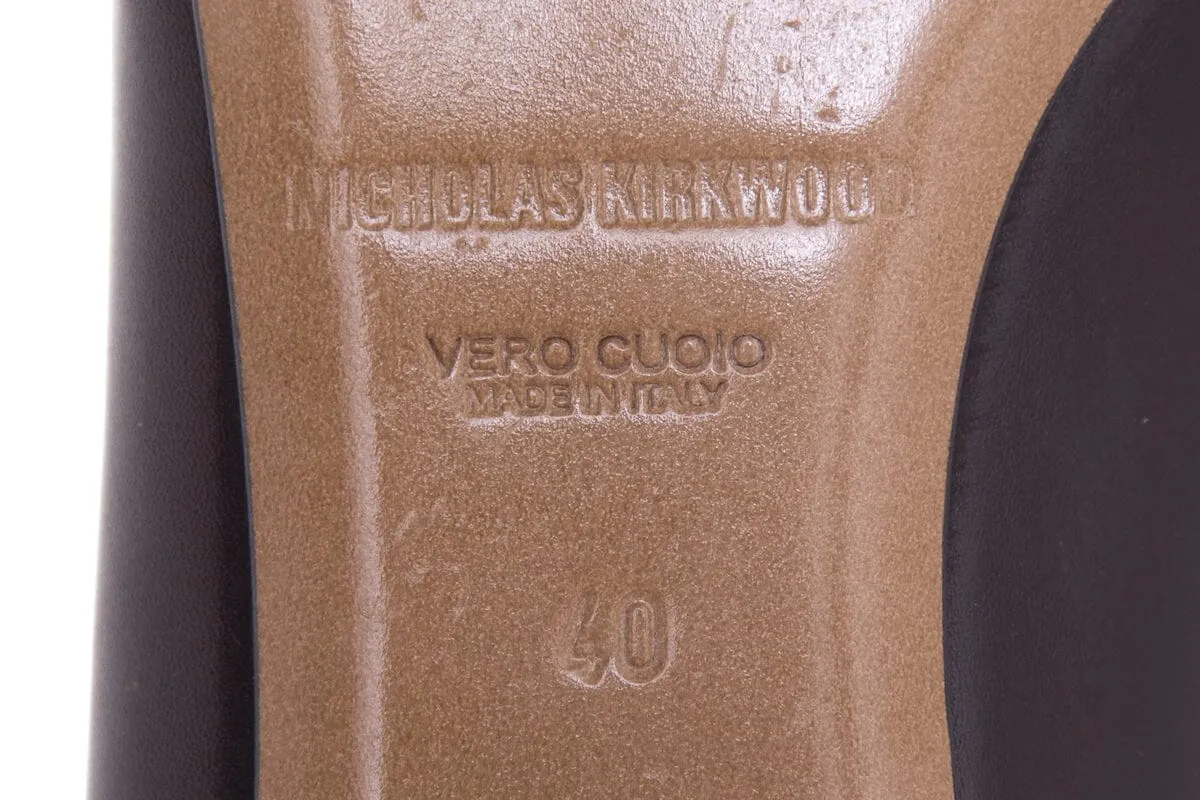 NICHOLAS KIRKWOOD
VERO CUOIO
MADE IN ITALY
40